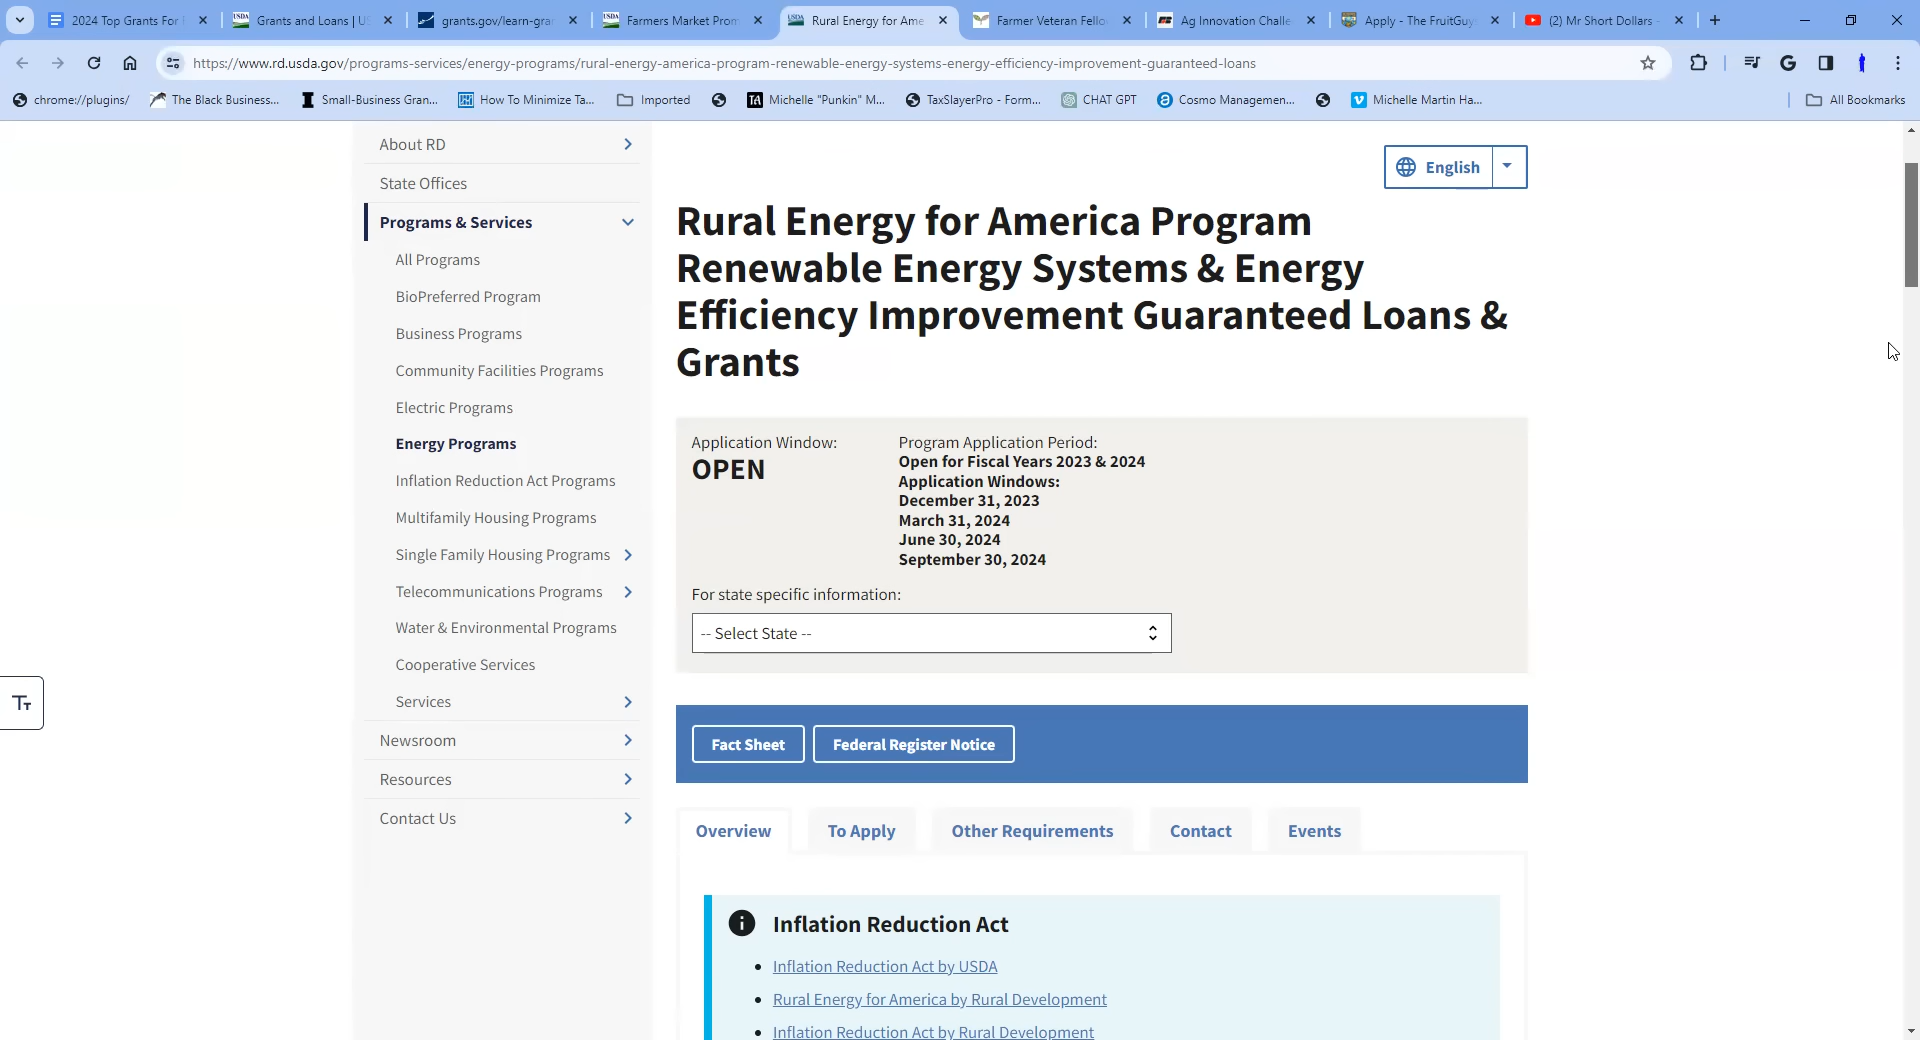 2024 Top Grants For
Grants and Loans | US
grants.gov/learn-gran
Farmers Market Prom
Rural Energy for Ame
Farmer Veteran Fello
Ag Innovation Challe
Apply - The FruitGuy
(2) Mr Short Dollars -
https://www.rd.usda.gov/programs-services/energy-programs/rural-energy-america-program-renewable-energy-systems-energy-efficiency-improvement-guaranteed-loans
chrome://plugins/
The Black Business...
Small-Business Gran...
How To Minimize Ta...
Imported
Michelle "Punkin" M...
TaxSlayerPro - Form...
CHAT GPT
Cosmo Managemen...
Michelle Martin Ha...
All Bookmarks
About RD
State Offices
Programs & Services
All Programs
BioPreferred Program
Business Programs
Community Facilities Programs
Electric Programs
Energy Programs
Inflation Reduction Act Programs
Multifamily Housing Programs
Single Family Housing Programs
Telecommunications Programs
Water & Environmental Programs
Cooperative Services
Services
Newsroom
Resources
Contact Us
Tт
English
Rural Energy for America Program
Renewable Energy Systems & Energy
Efficiency Improvement Guaranteed Loans &
Grants
Application Window:
OPEN
Program Application Period:
Open for Fiscal Years 2023 & 2024
Application Windows:
December 31, 2023
March 31, 2024
June 30, 2024
September 30, 2024
For state specific information:
-- Select State --
Fact Sheet
Federal Register Notice
Overview
To Apply
Other Requirements
Contact
Events
Inflation Reduction Act
• Inflation Reduction Act by USDA
• Rural Energy for America by Rural Development
• Inflation Reduction Act by Rural Development